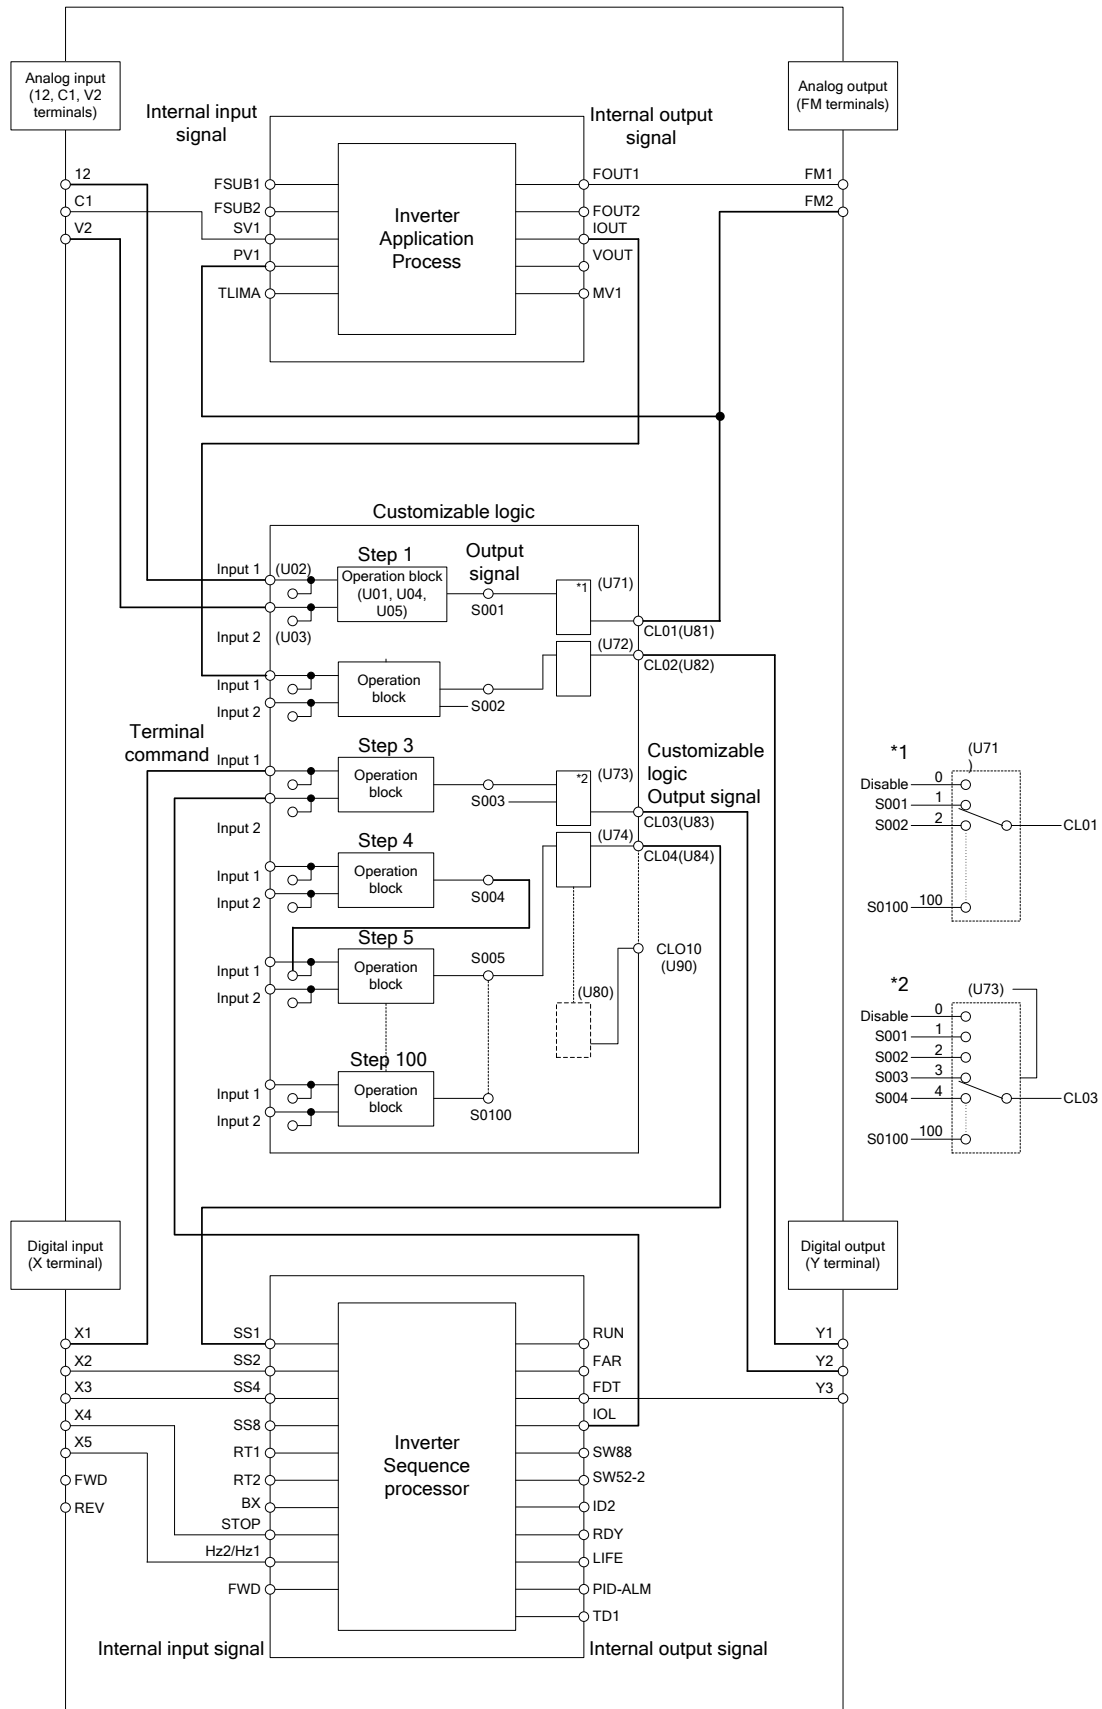 Analog input
(12, C1, V2
terminals)
Analog output
(FM terminals)
Internal input
signal
Internal output
signal
12
C1
V2
FSUB1
FSUB2
SV1
PV1
TLIMA
Inverter
Application
Process
FOUT1
FOUT2
IOUT
VOUT
MV1
FM1
FM2
Customizable logic
Step 1
Output
signal
Input 1
(U02)
Operation block
(U01, U04,
U05)
S001
*1
(U71)
Input 2
(U03)
CL01(U81)
(U72)
CL02(U82)
Input 1
Input 2
Operation
block
S002
Terminal
command
Step 3
Input 1
Operation
block
S003
*2
(U73)
Customizable
logic
Output signal
Input 2
CL03(U83)
(U74)
CL04(U84)
Step 4
Input 1
Input 2
Operation
block
S004
Step 5
Input 1
Input 2
Operation
block
S005
CLO10
(U90)
(U80)
Step 100
Input 1
Input 2
Operation
block
S0100
*1
(U71
)
Disable
0
S001
1
S002
2
CL01
S0100
100
*2
(U73)
Disable
0
S001
1
S002
2
S003
3
S004
4
CL03
S0100
100
Digital input
(X terminal)
Digital output
(Y terminal)
X1
X2
X3
X4
X5
FWD
REV
SS1
SS2
SS4
SS8
RT1
RT2
BX
STOP
Hz2/Hz1
FWD
Inverter
Sequence
processor
RUN
FAR
FDT
IOL
SW88
SW52-2
ID2
RDY
LIFE
PID-ALM
TD1
Y1
Y2
Y3
Internal input signal
Internal output signal